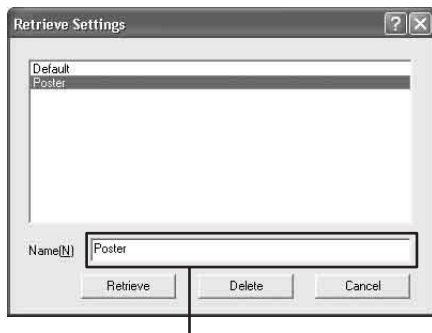 Retrieve Settings
Default
Poster
Name(N) Poster
Retrieve Delete Cancel